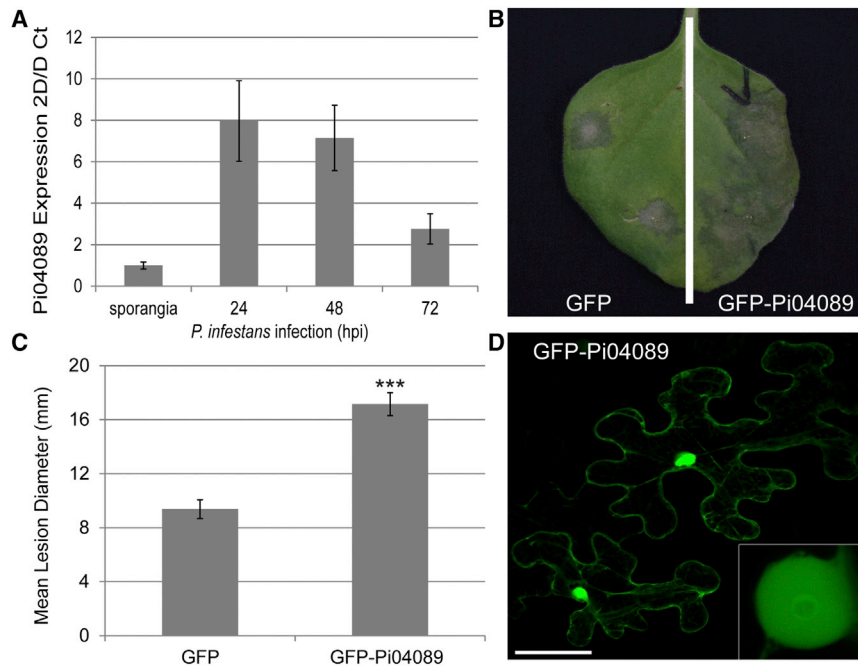 A
Pi04089 Expression 2D/D Ct
12
10
8
6
4
2
0
sporangia 24 48 72
P. infestans infection (hpi)
B
GFP GFP-Pi04089
C
Mean Lesion Diameter (mm)
20
16
12
8
4
0
***
GFP GFP-Pi04089
D
GFP-Pi04089